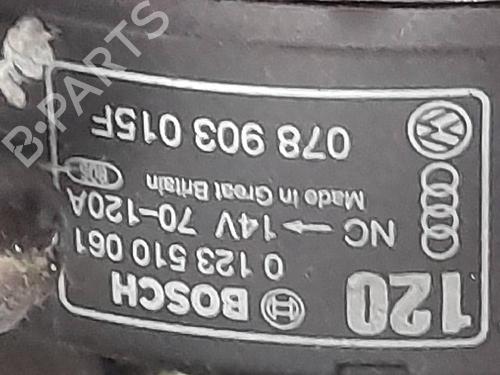 120
BOSCH
0 123 510 061
NC 14V 70-120A
Made in Great Britain
078 903 015F
B-PARTS